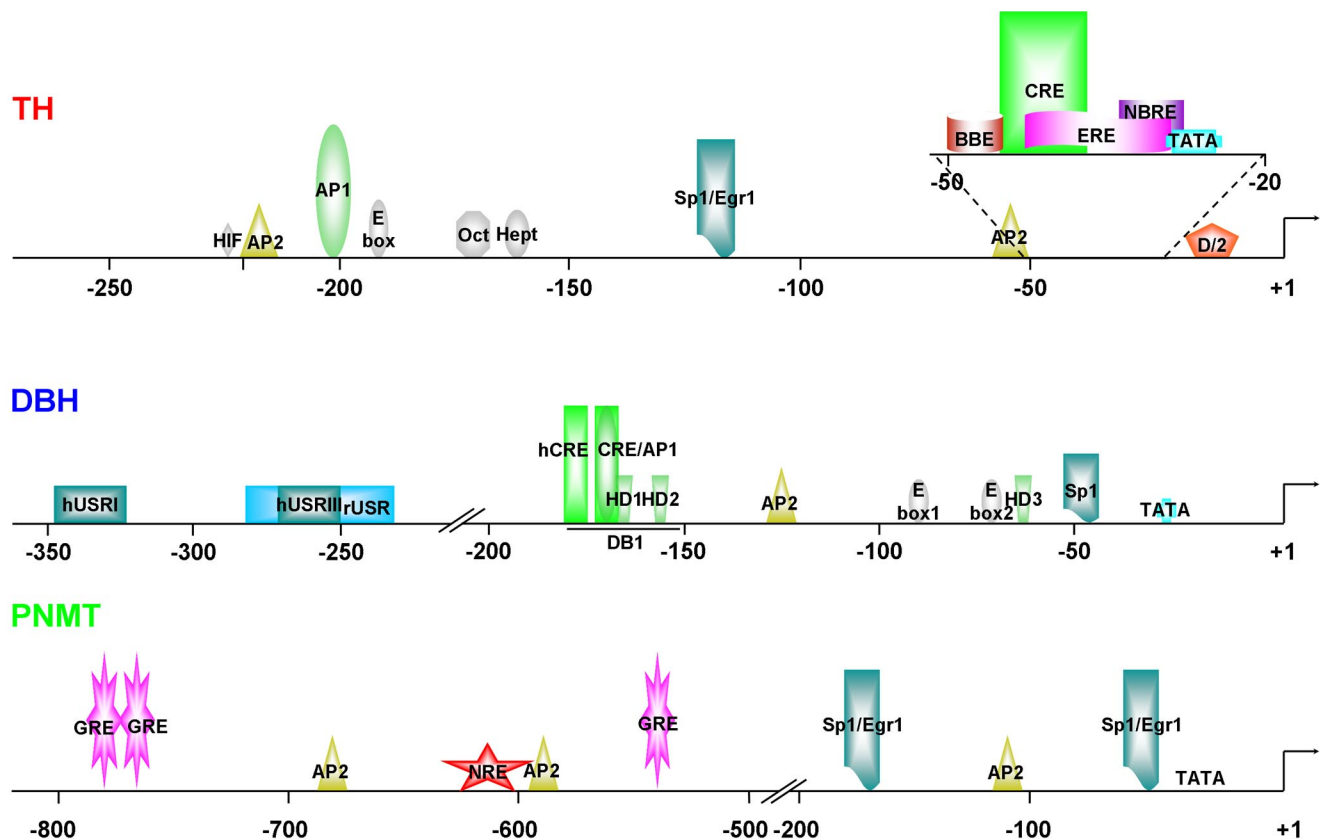 TH
CRE
NBRE
BBE
ERE
TATA
-50
-20
AP1
Sp1/Egr1
E
box
Oct
Hept
HIF
AP2
AP2
D/2
-250
-200
-150
-100
-50
+1
DBH
hCRE
CRE/AP1
hUSRI
hUSRIII
rUSR
HD1
HD2
AP2
E
box1
E
box2
HD3
Sp1
TATA
DB1
-350
-300
-250
-200
-150
-100
-50
+1
PNMT
GRE
GRE
GRE
Sp1/Egr1
Sp1/Egr1
AP2
NRE
AP2
AP2
TATA
-800
-700
-600
-500
-200
-100
+1